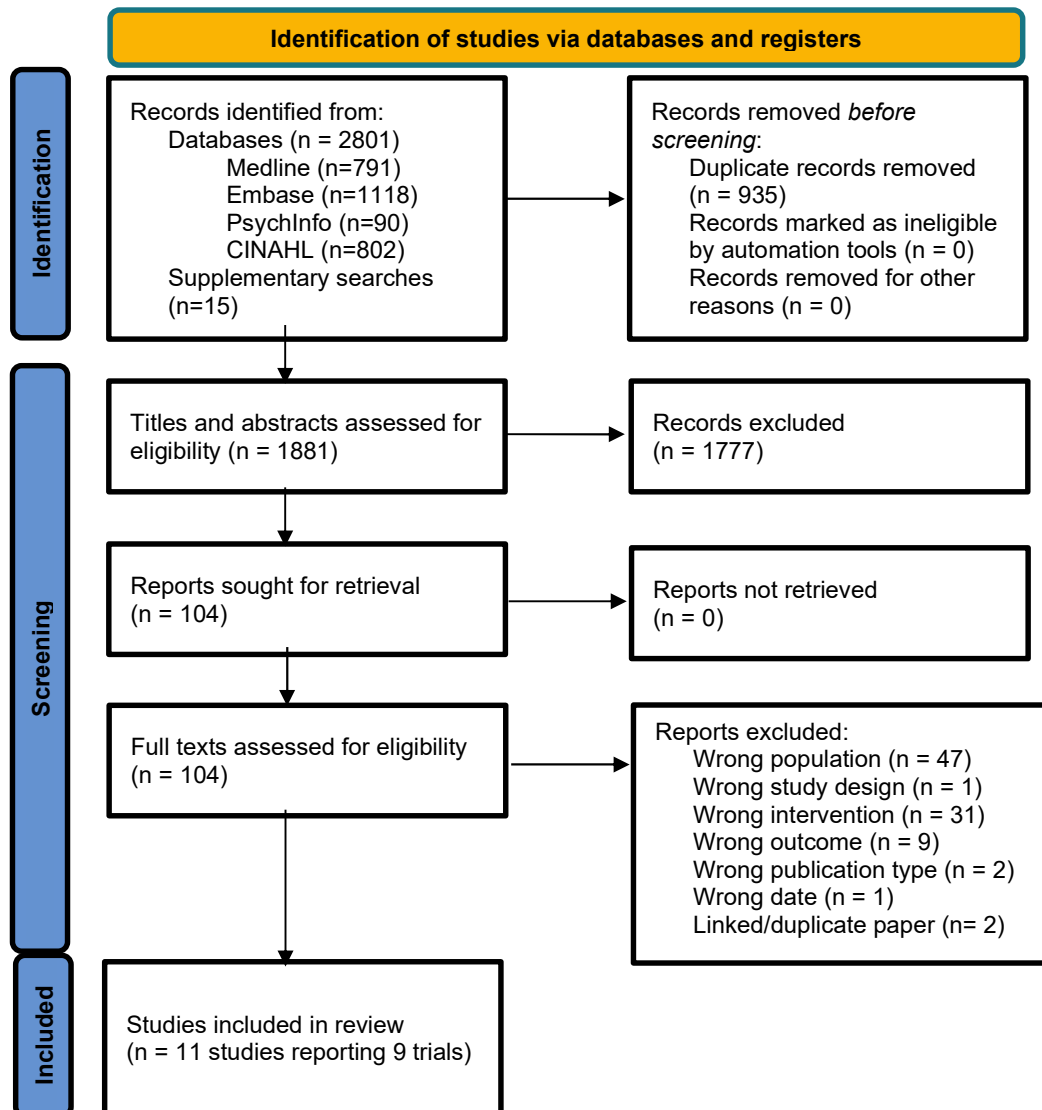 Identification of studies via databases and registers
Identification
Records identified from:
Databases (n = 2801)
Medline (n=791)
Embase (n=1118)
PsychInfo (n=90)
CINAHL (n=802)
Supplementary searches
(n=15)
Records removed before
screening:
Duplicate records removed
(n = 935)
Records marked as ineligible
by automation tools (n = 0)
Records removed for other
reasons (n = 0)
Screening
Titles and abstracts assessed for
eligibility (n = 1881)
Records excluded
(n = 1777)
Reports sought for retrieval
(n = 104)
Reports not retrieved
(n = 0)
Full texts assessed for eligibility
(n = 104)
Reports excluded:
Wrong population (n = 47)
Wrong study design (n = 1)
Wrong intervention (n = 31)
Wrong outcome (n = 9)
Wrong publication type (n = 2)
Wrong date (n = 1)
Linked/duplicate paper (n= 2)
Included
Studies included in review
(n = 11 studies reporting 9 trials)